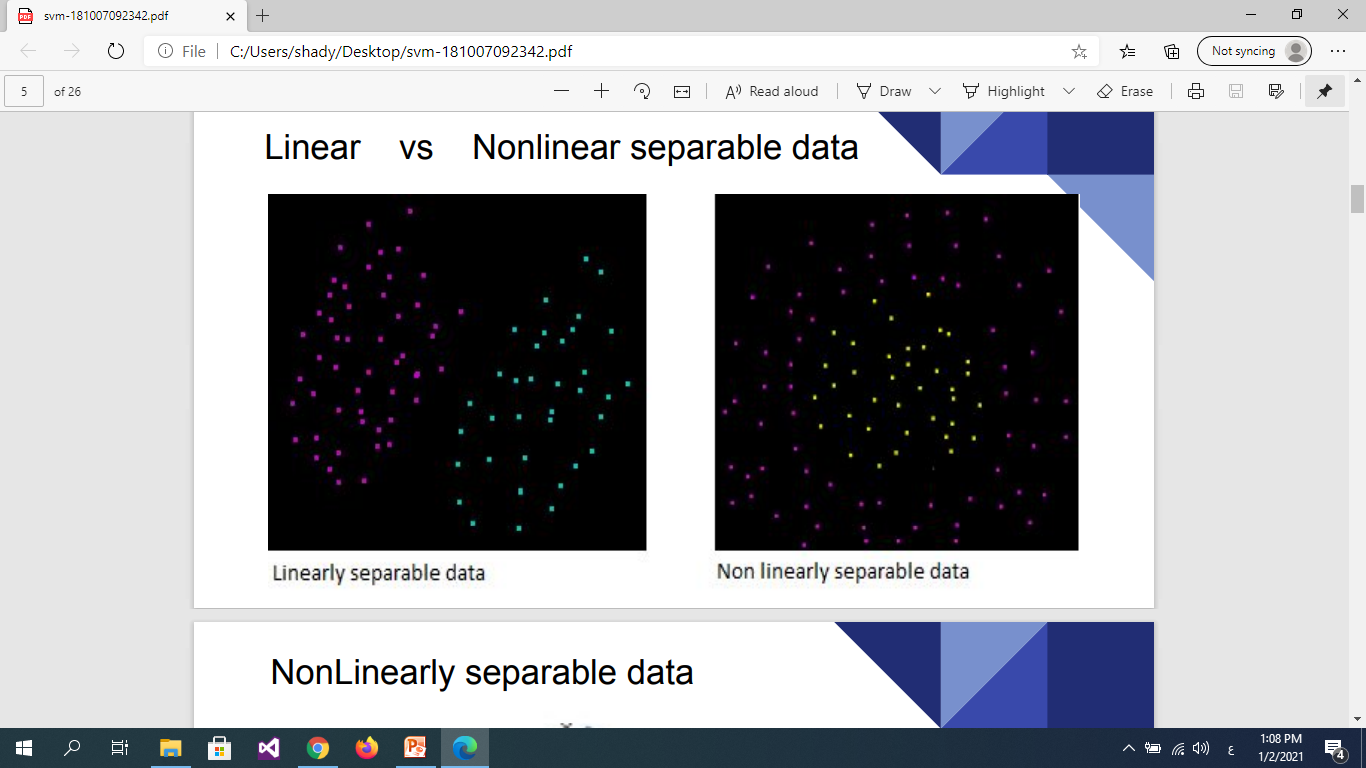 svm-181007092342.pdf
File
C:/Users/shady/Desktop/svm-181007092342.pdf
Not syncing
5
of 26
Read aloud
Draw
Highlight
Erase
Linear vs Nonlinear separable data
Linearly separable data
Non linearly separable data
NonLinearly separable data
ع
1:08 PM
1/2/2021
4